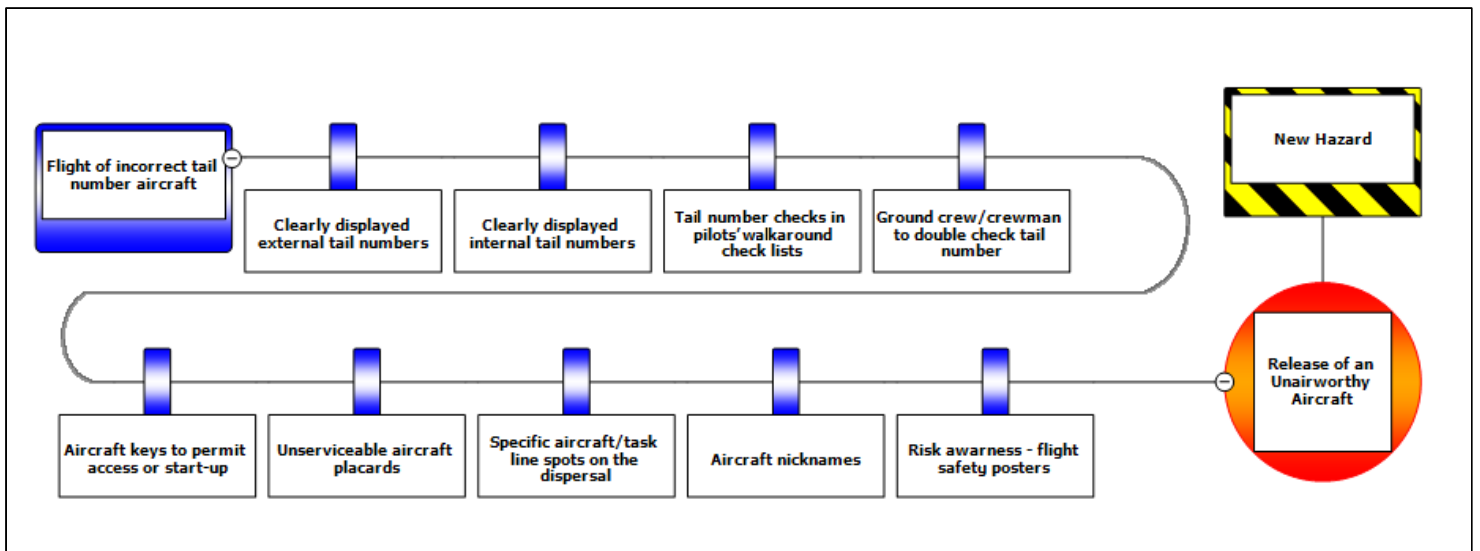 Flight of incorrect tail
number aircraft
Clearly displayed
external tail numbers
Clearly displayed
internal tail numbers
Tail number checks in
pilots' walkaround
check lists
Ground crew/crewman
to double check tail
number
New Hazard
Aircraft keys to permit
access or start-up
Unserviceable aircraft
placards
Specific aircraft/task
line spots on the
dispersal
Aircraft nicknames
Risk awarness - flight
safety posters
Release of an
Unairworthy
Aircraft